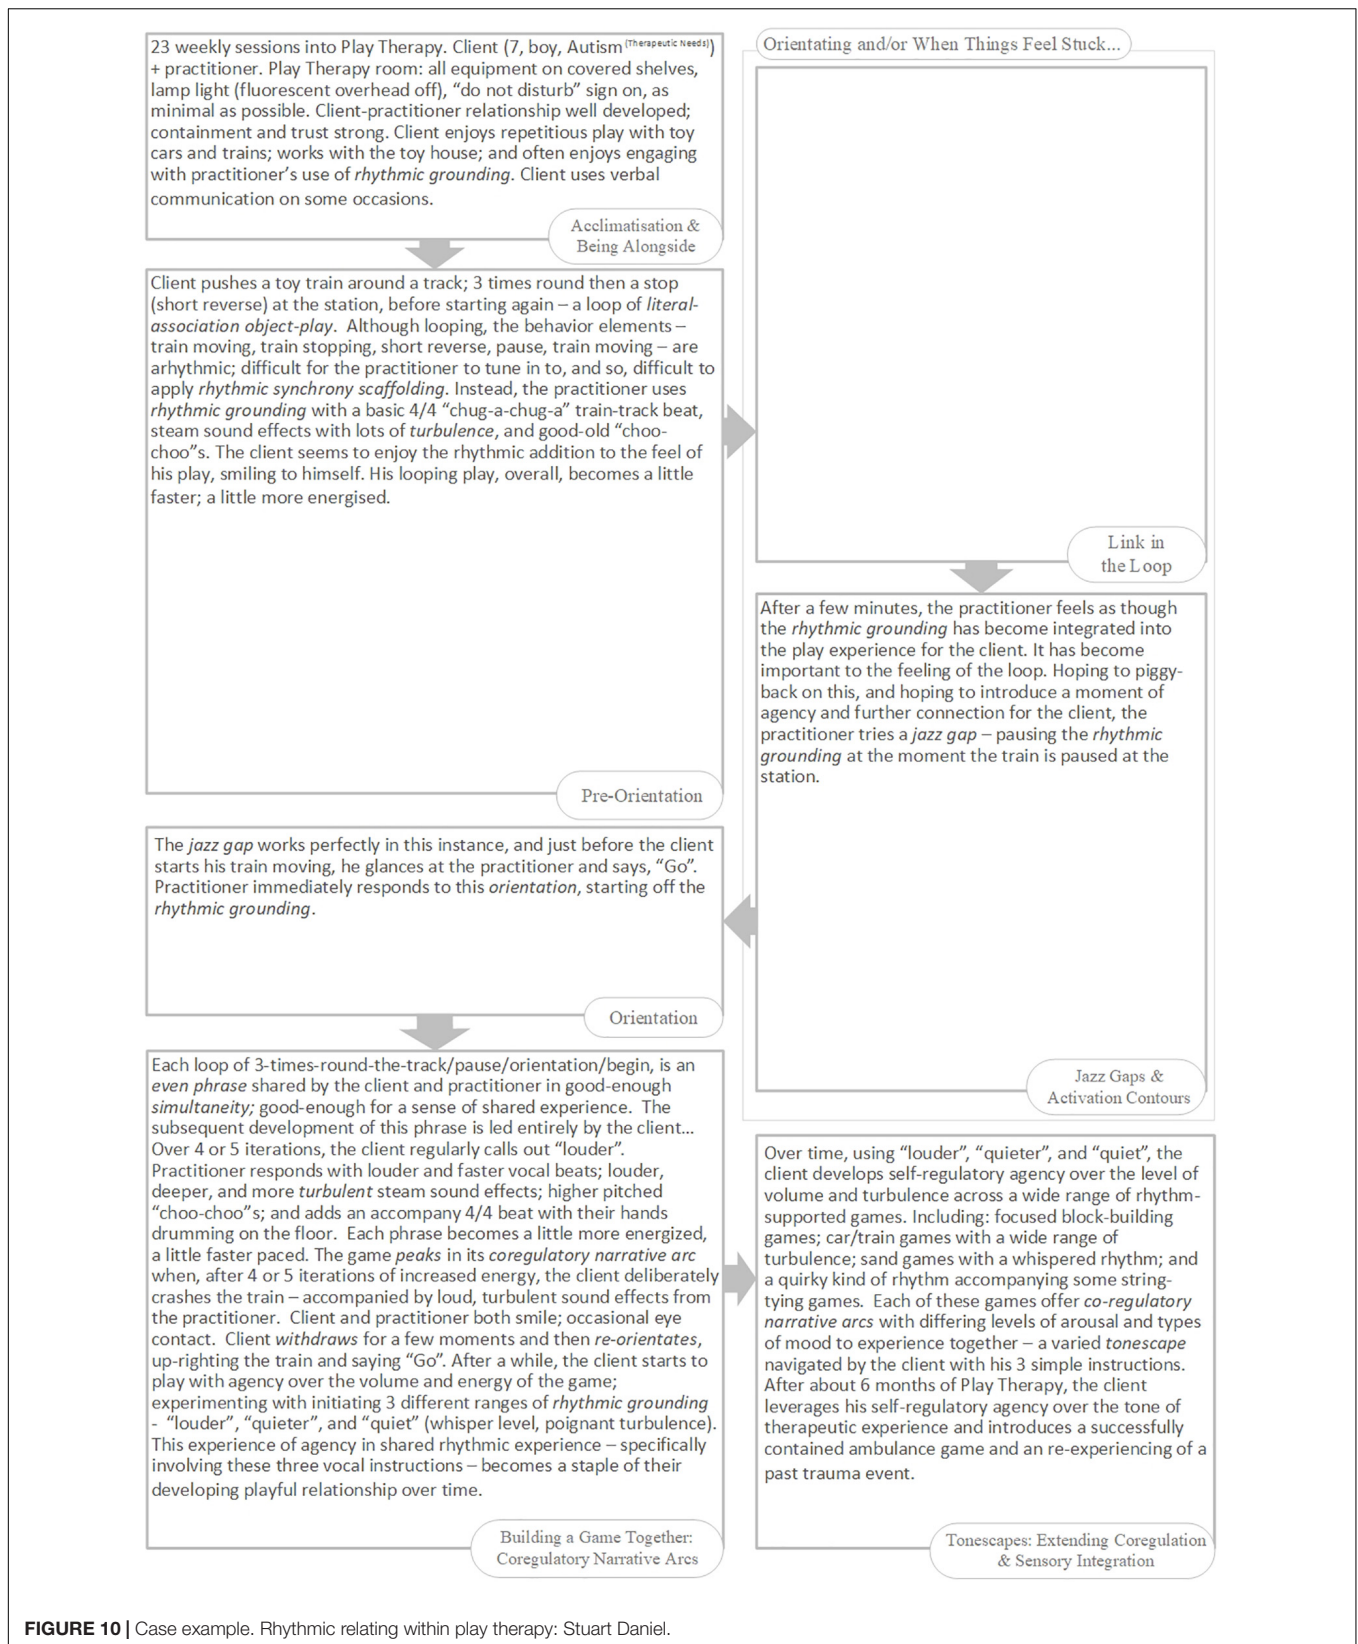 23 weekly sessions into Play Therapy. Client (7, boy, Autism (Therapeutic Needs))
+ practitioner. Play Therapy room: all equipment on covered shelves,
lamp light (fluorescent overhead off), “do not disturb” sign on, as
minimal as possible. Client-practitioner relationship well developed;
containment and trust strong. Client enjoys repetitious play with toy
cars and trains; works with the toy house; and often enjoys engaging
with practitioner’s use of rhythmic grounding. Client uses verbal
communication on some occasions.
Acclimatisation &
Being Alongside
Client pushes a toy train around a track; 3 times round then a stop
(short reverse) at the station, before starting again – a loop of literal-
association object-play. Although looping, the behavior elements –
train moving, train stopping, short reverse, pause, train moving – are
arhythmic; difficult for the practitioner to tune in to, and so, difficult to
apply rhythmic synchrony scaffolding. Instead, the practitioner uses
rhythmic grounding with a basic 4/4 “chug-a-chug-a” train-track beat,
steam sound effects with lots of turbulence, and good-old “choo-
choo”s. The client seems to enjoy the rhythmic addition to the feel of
his play, smiling to himself. His looping play, overall, becomes a little
faster; a little more energised.
Pre-Orientation
Orientating and/or When Things Feel Stuck...
Link in
the Loop
After a few minutes, the practitioner feels as though
the rhythmic grounding has become integrated into
the play experience for the client. It has become
important to the feeling of the loop. Hoping to piggy-
back on this, and hoping to introduce a moment of
agency and further connection for the client, the
practitioner tries a jazz gap – pausing the rhythmic
grounding at the moment the train is paused at the
station.
Jazz Gaps &
Activation Contours
The jazz gap works perfectly in this instance, and just before the client
starts his train moving, he glances at the practitioner and says, “Go”.
Practitioner immediately responds to this orientation, starting off the
rhythmic grounding.
Orientation
Each loop of 3-times-round-the-track/pause/orientation/begin, is an
even phrase shared by the client and practitioner in good-enough
simultaneity; good-enough for a sense of shared experience. The
subsequent development of this phrase is led entirely by the client...
Over 4 or 5 iterations, the client regularly calls out “louder”.
Practitioner responds with louder and faster vocal beats; louder,
deeper, and more turbulent steam sound effects; higher pitched
“choo-choo”s; and adds an accompany 4/4 beat with their hands
drumming on the floor. Each phrase becomes a little more energized,
a little faster paced. The game peaks in its coregulatory narrative arc
when, after 4 or 5 iterations of increased energy, the client deliberately
crashes the train – accompanied by loud, turbulent sound effects from
the practitioner. Client and practitioner both smile; occasional eye
contact. Client withdraws for a few moments and then re-orientates,
up-righting the train and saying “Go”. After a while, the client starts to
play with agency over the volume and energy of the game;
experimenting with initiating 3 different ranges of rhythmic grounding
- “louder”, “quieter”, and “quiet” (whisper level, poignant turbulence).
This experience of agency in shared rhythmic experience – specifically
involving these three vocal instructions – becomes a staple of their
developing playful relationship over time.
Building a Game Together:
Coregulatory Narrative Arcs
Over time, using “louder”, “quieter”, and “quiet”, the
client develops self-regulatory agency over the level of
volume and turbulence across a wide range of rhythm-
supported games. Including: focused block-building
games; car/train games with a wide range of
turbulence; sand games with a whispered rhythm; and
a quirky kind of rhythm accompanying some string-
tying games. Each of these games offer co-regulatory
narrative arcs with differing levels of arousal and types
of mood to experience together – a varied tonescape
navigated by the client with his 3 simple instructions.
After about 6 months of Play Therapy, the client
leverages his self-regulatory agency over the tone of
therapeutic experience and introduces a successfully
contained ambulance game and an re-experiencing of a
past trauma event.
Tonescapes: Extending Coregulation
& Sensory Integration
FIGURE 10 | Case example. Rhythmic relating within play therapy: Stuart Daniel.